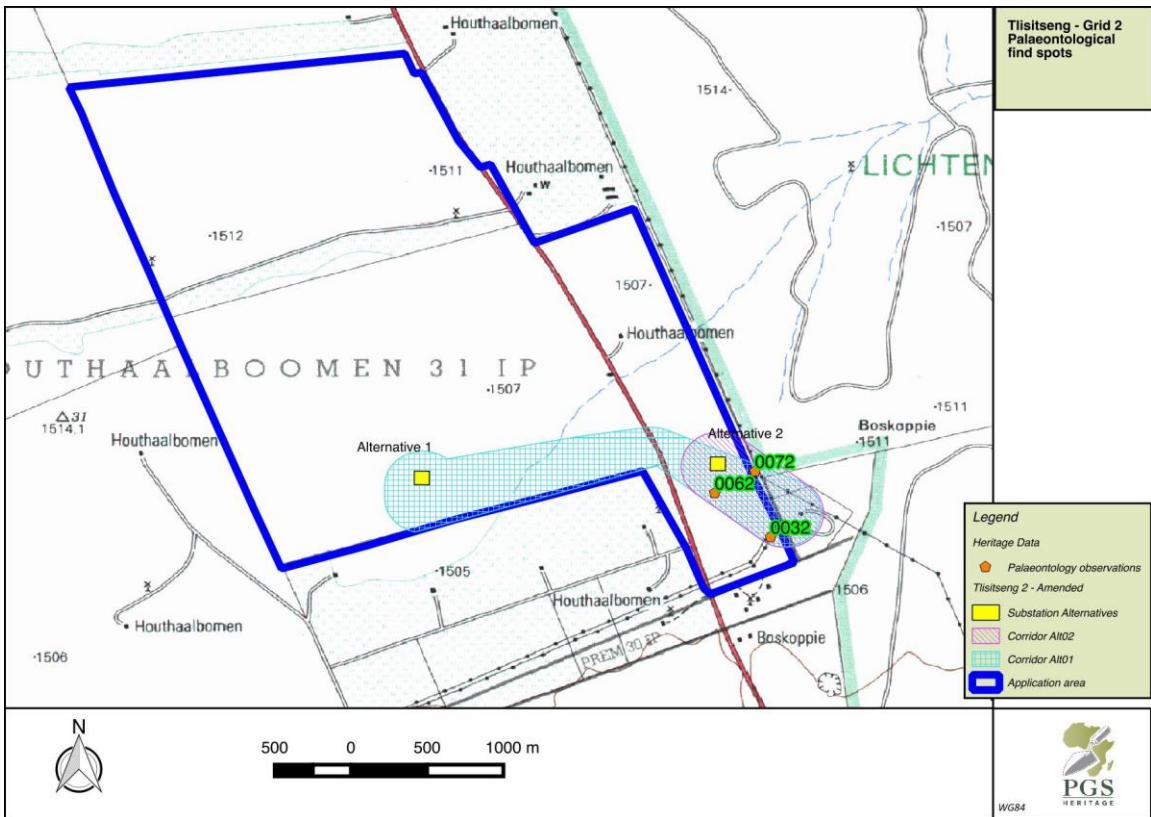 Houthaalbomen
Tlisitseng - Grid 2
Palaeontological
find spots
1514
1511
Houthaalbomen
W
LICHTEN
1512
1507
1507
Houthaalbomen
OUTHAALBOOMEN 31 IP
1507
31
1514.1
Houthaalbomen
Alternative 1
Alternative 2
1511
Boskoppie
1511
0072
0062
0032
1505
Houthaalbomen
Houthaalbomen
1506
PREM 30 IP
Boskoppie
1506
Legend
Heritage Data
Palaeontology observations
Tlisitseng 2 - Amended
Substation Alternatives
Corridor Alt02
Corridor Alt01
Application area
N
500 0 500 1000 m
PGS
HERITAGE
WG84